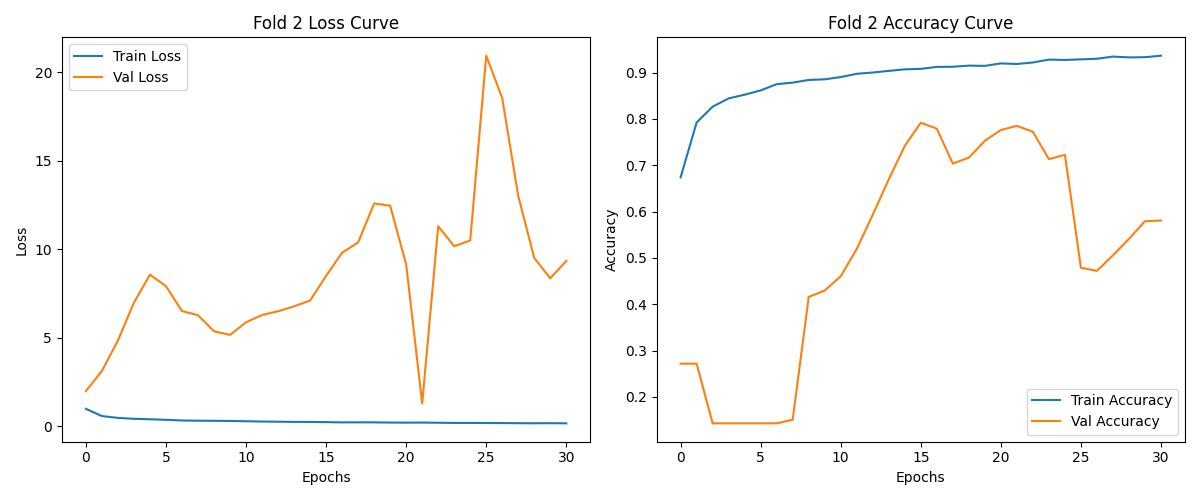 Fold 2 Loss Curve
Train Loss
Val Loss
20
15
10
5
0
Loss
0 5 10 15 20 25 30
Epochs
Fold 2 Accuracy Curve
0.9
0.8
0.7
0.6
0.5
0.4
0.3
0.2
Accuracy
Train Accuracy
Val Accuracy
0 5 10 15 20 25 30
Epochs